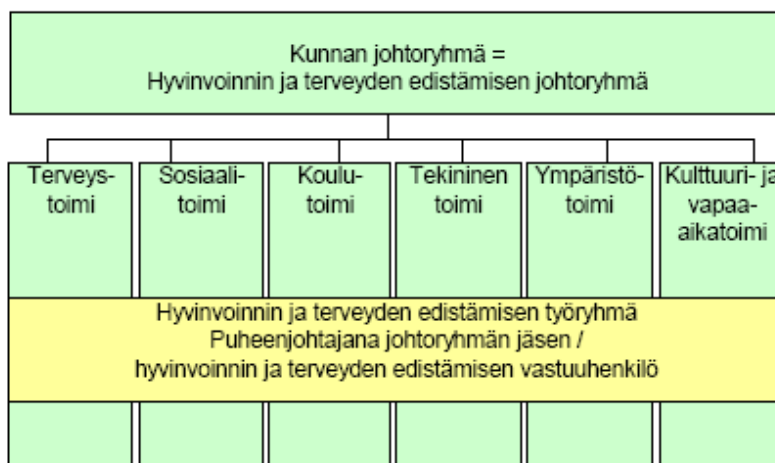 Kunnan johtoryhmä =
Hyvinvoinnin ja terveyden edistämisen johtoryhmä
Terveys-
toimi
Sosiaali-
toimi
Koulu-
toimi
Tekininen
toimi
Ympäristö-
toimi
Kulttuuri- ja
vapaa-
aikatoimi
Hyvinvoinnin ja terveyden edistämisen työryhmä
Puheenjohtajana johtoryhmän jäsen /
hyvinvoinnin ja terveyden edistämisen vastuuhenkilö